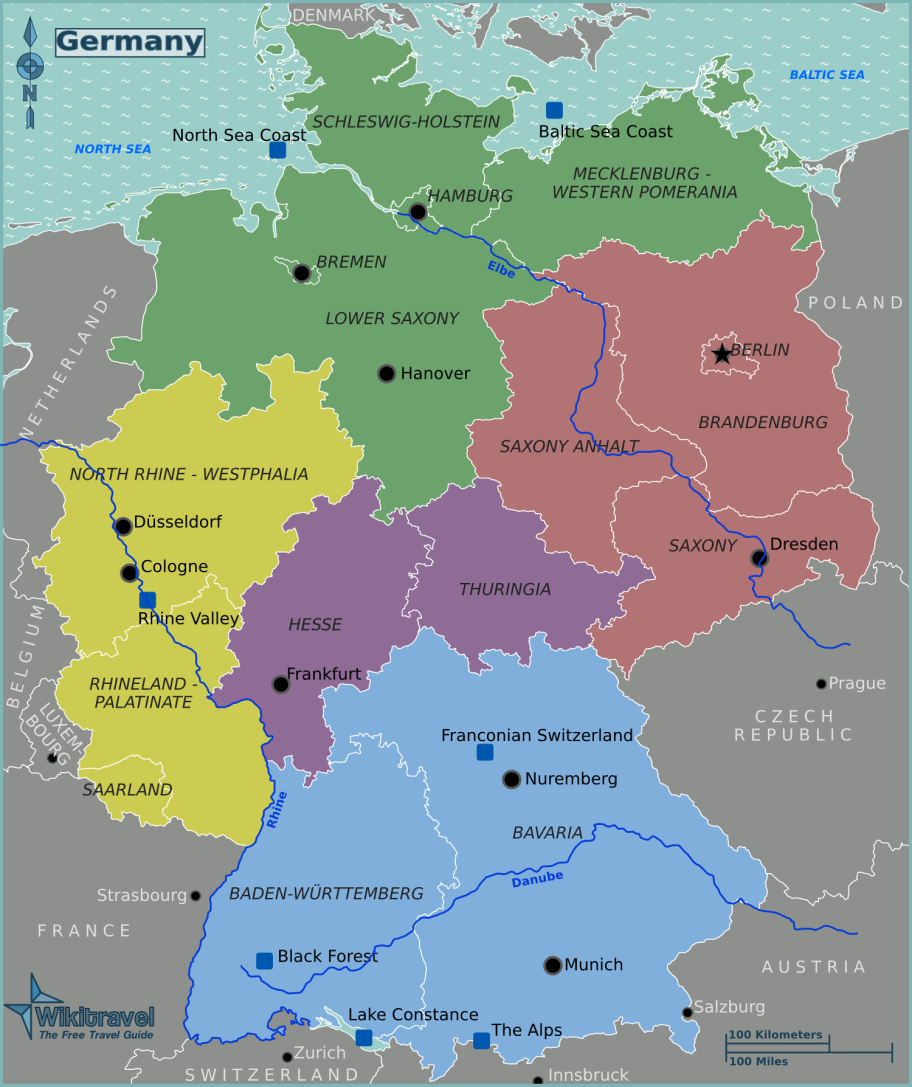 DENMARK
Germany
N
BALTIC SEA
NORTH SEA
North Sea Coast
SCHLESWIG-HOLSTEIN
Baltic Sea Coast
MECKLENBURG -
WESTERN POMERANIA
HAMBURG
BREMEN
Elbe
LOWER SAXONY
POLAND
NETHERLANDS
Hanover
BERLIN
BRANDENBURG
SAXONY ANHALT
NORTH RHINE - WESTPHALIA
Düsseldorf
Cologne
Rhine Valley
SAXONY
Dresden
THURINGIA
HESSE
BELGIUM
Frankfurt
RHINELAND -
PALATINATE
Prague
LUXEM-
BOURG
CZECH
REPUBLIC
Franconian Switzerland
Nuremberg
SAARLAND
Rhine
BAVARIA
Danube
Strasbourg
BADEN-WÜRTTEMBERG
FRANCE
Black Forest
Munich
AUSTRIA
Wikitravel
The Free Travel Guide
Lake Constance
The Alps
Salzburg
100 Kilometers
100 Miles
Zurich
SWITZERLAND
Innsbruck